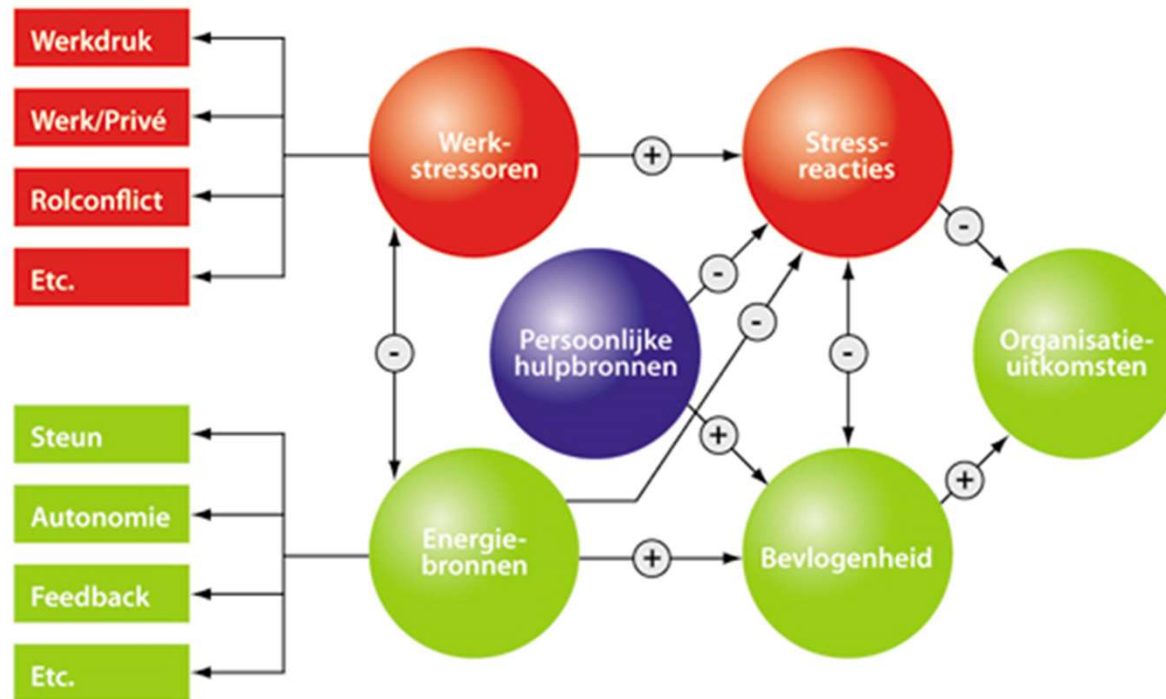 Werkdruk
Werk/Privé
Rolconflict
Etc.
Werk-
stressoren
+
Stress-
reacties
-
-
-
-
-
Persoonlijke
hulpbronnen
Organisatie-
uitkomsten
+
+
Steun
Autonomie
Feedback
Etc.
Energie-
bronnen
+
Bevlogenheid